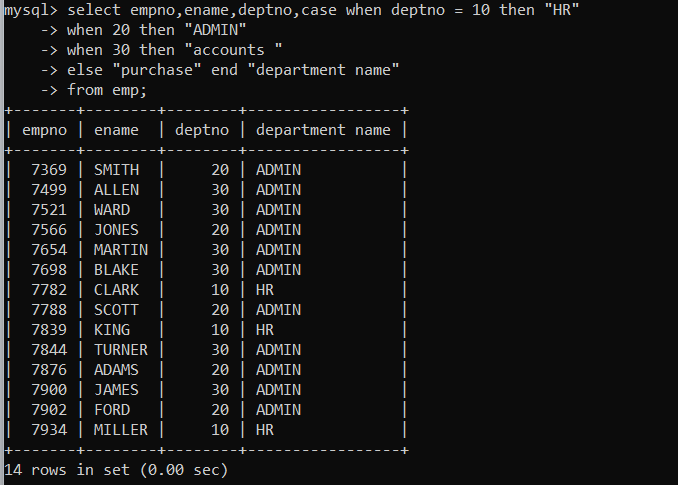 mysql> select empno,ename,deptno,case when deptno = 10 then "HR"
    -> when 20 then "ADMIN"
    -> when 30 then "accounts "
    -> else "purchase" end "department name"
    -> from emp;
+-------+--------+--------+-----------------+
| empno | ename  | deptno | department name |
+-------+--------+--------+-----------------+
|  7369 | SMITH  |     20 | ADMIN           |
|  7499 | ALLEN  |     30 | ADMIN           |
|  7521 | WARD   |     30 | ADMIN           |
|  7566 | JONES  |     20 | ADMIN           |
|  7654 | MARTIN |     30 | ADMIN           |
|  7698 | BLAKE  |     30 | ADMIN           |
|  7782 | CLARK  |     10 | HR              |
|  7788 | SCOTT  |     20 | ADMIN           |
|  7839 | KING   |     10 | HR              |
|  7844 | TURNER |     30 | ADMIN           |
|  7876 | ADAMS  |     20 | ADMIN           |
|  7900 | JAMES  |     30 | ADMIN           |
|  7902 | FORD   |     20 | ADMIN           |
|  7934 | MILLER |     10 | HR              |
+-------+--------+--------+-----------------+
14 rows in set (0.00 sec)